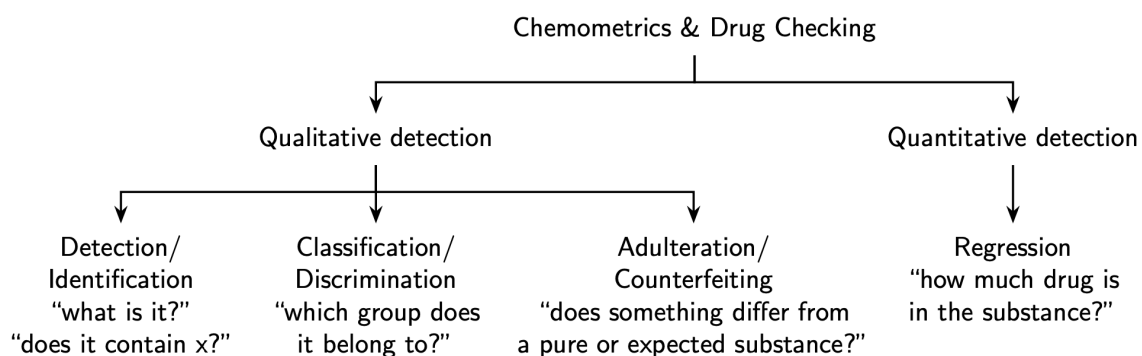 Chemometrics & Drug Checking
Qualitative detection
Quantitative detection
Detection/
Identification
“what is it?”
“does it contain x?”
Classification/
Discrimination
“which group does
it belong to?”
Adulteration/
Counterfeiting
“does something differ from
a pure or expected substance?”
Regression
“how much drug is
in the substance?”